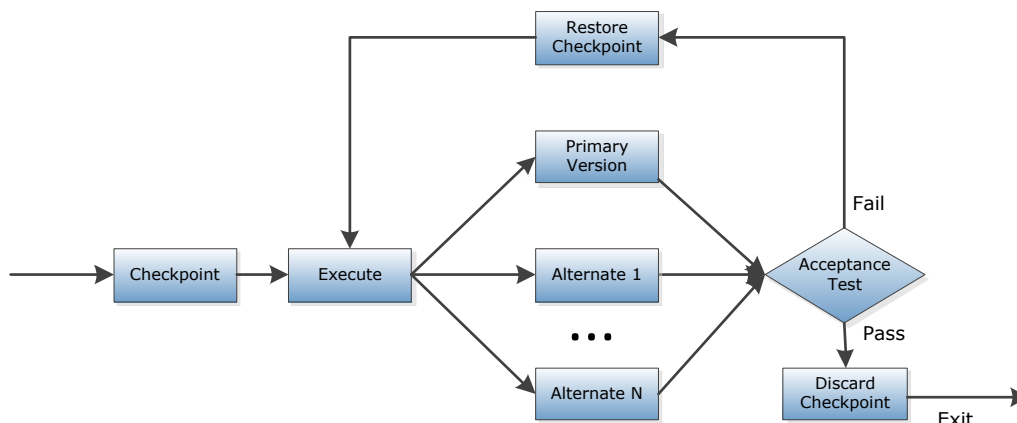 Restore
Checkpoint
Primary
Version
Fail
Checkpoint
Execute
Alternate 1
Acceptance
Test
...
Pass
Alternate N
Discard
Checkpoint
Exit